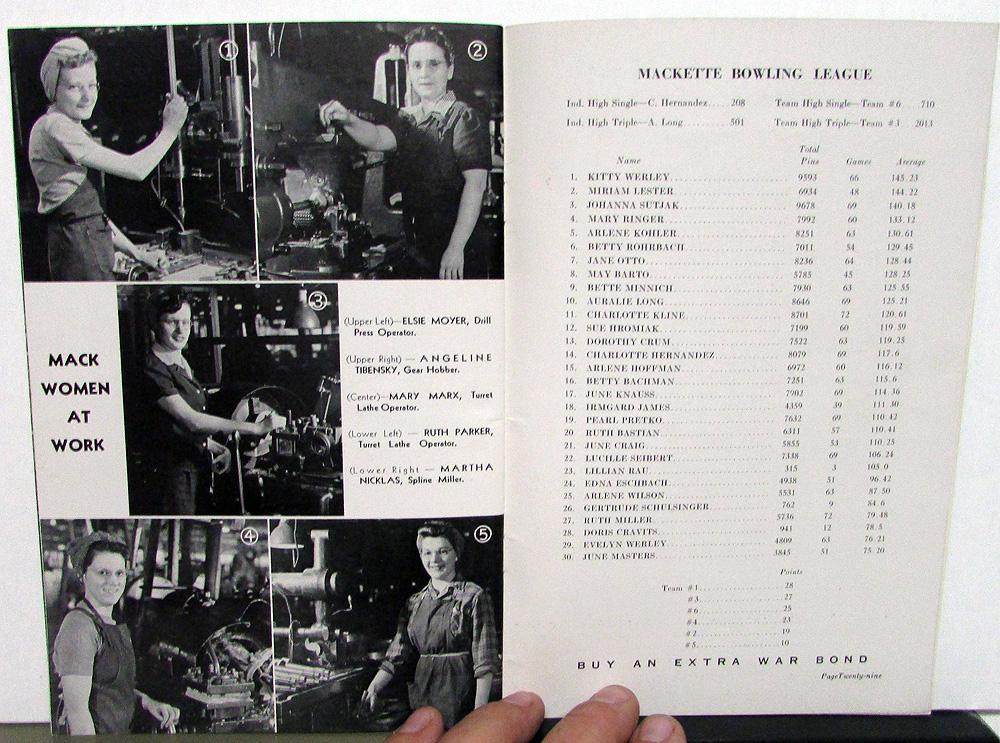 ①
②
③
MACK
WOMEN
AT
WORK
(Upper Left)—ELSIE MOYER, Drill
Press Operator.
(Upper Right) — ANGELINE
TIBENSKY, Gear Hobber.
(Center)—MARY MARX, Turret
Lathe Operator.
(Lower Left) — RUTH PARKER,
Turret Lathe Operator.
(Lower Right — MARTHA
NICKLAS, Spline Miller.
④
⑤
MACKETTE BOWLING LEAGUE
Ind. High Single—C. Hernandez..... 208 Team High Single—Team #6 ....710
Ind. High Triple—A. Long............ 501 Team High Triple—Team #3 ...2013
Total
Name Pins Games Average
1. KITTY WERLEY 9593 66 145.23
2. MIRIAM LESTER 6934 48 144.22
3. JOHANNA SUTJAK 9678 69 140.18
4. MARY RINGER 7992 60 133.12
5. ARLENE KOHLER 8251 63 130.61
6. BETTY ROHRBACH 7011 54 129.45
7. JANE OTTO 8236 64 128.44
8. MAY BARTO 5785 45 128.25
9. BETTE MINNICH 7930 63 125.55
10. AURALIE LONG 8646 69 125.21
11. CHARLOTTE KLINE 8701 72 120.61
12. SUE HROMIAK 7199 60 119.59
13. DOROTHY CRUM 7522 63 119.25
14. CHARLOTTE HERNANDEZ 8079 69 117.6
15. ARLENE HOFFMAN 6972 60 116.12
16. BETTY BACHMAN 7251 63 115.6
17. JUNE KNAUSS 7902 69 114.36
18. IRMGARD JAMES 4359 39 111.30
19. PEARL PRETKO 7632 69 110.42
20. RUTH BASTIAN 6311 57 110.41
21. JUNE CRAIG 5855 53 110.25
22. LUCILLE SEIBERT 7338 69 106.24
23. LILLIAN RAU 315 3 105.0
24. EDNA ESCHBACH 4938 51 96.42
25. ARLENE WILSON 5531 63 87.50
26. GERTRUDE SCHULSINGER 762 9 84.6
27. RUTH MILLER 5736 72 79.48
28. DORIS CRAVITS 941 12 78.5
29. EVELYN WERLEY 4809 63 76.21
30. JUNE MASTERS 3845 51 75.20
Points
Team #1 28
#3 27
#6 25
#4 23
#2 19
#5 10
BUY AN EXTRA WAR BOND
Page Twenty-nine